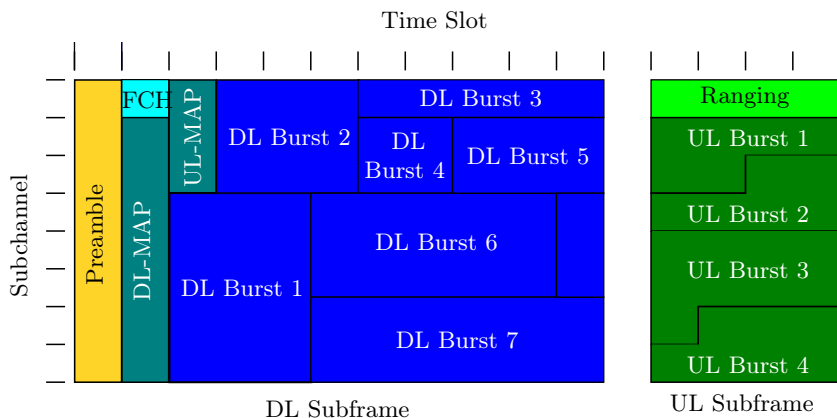 Time Slot
Subchannel
Preamble
FCH
DL-MAP
UL-MAP
DL Burst 2
DL Burst 3
DL
Burst 4
DL Burst 5
DL Burst 1
DL Burst 6
DL Burst 7
Ranging
UL Burst 1
UL Burst 2
UL Burst 3
UL Burst 4
DL Subframe
UL Subframe